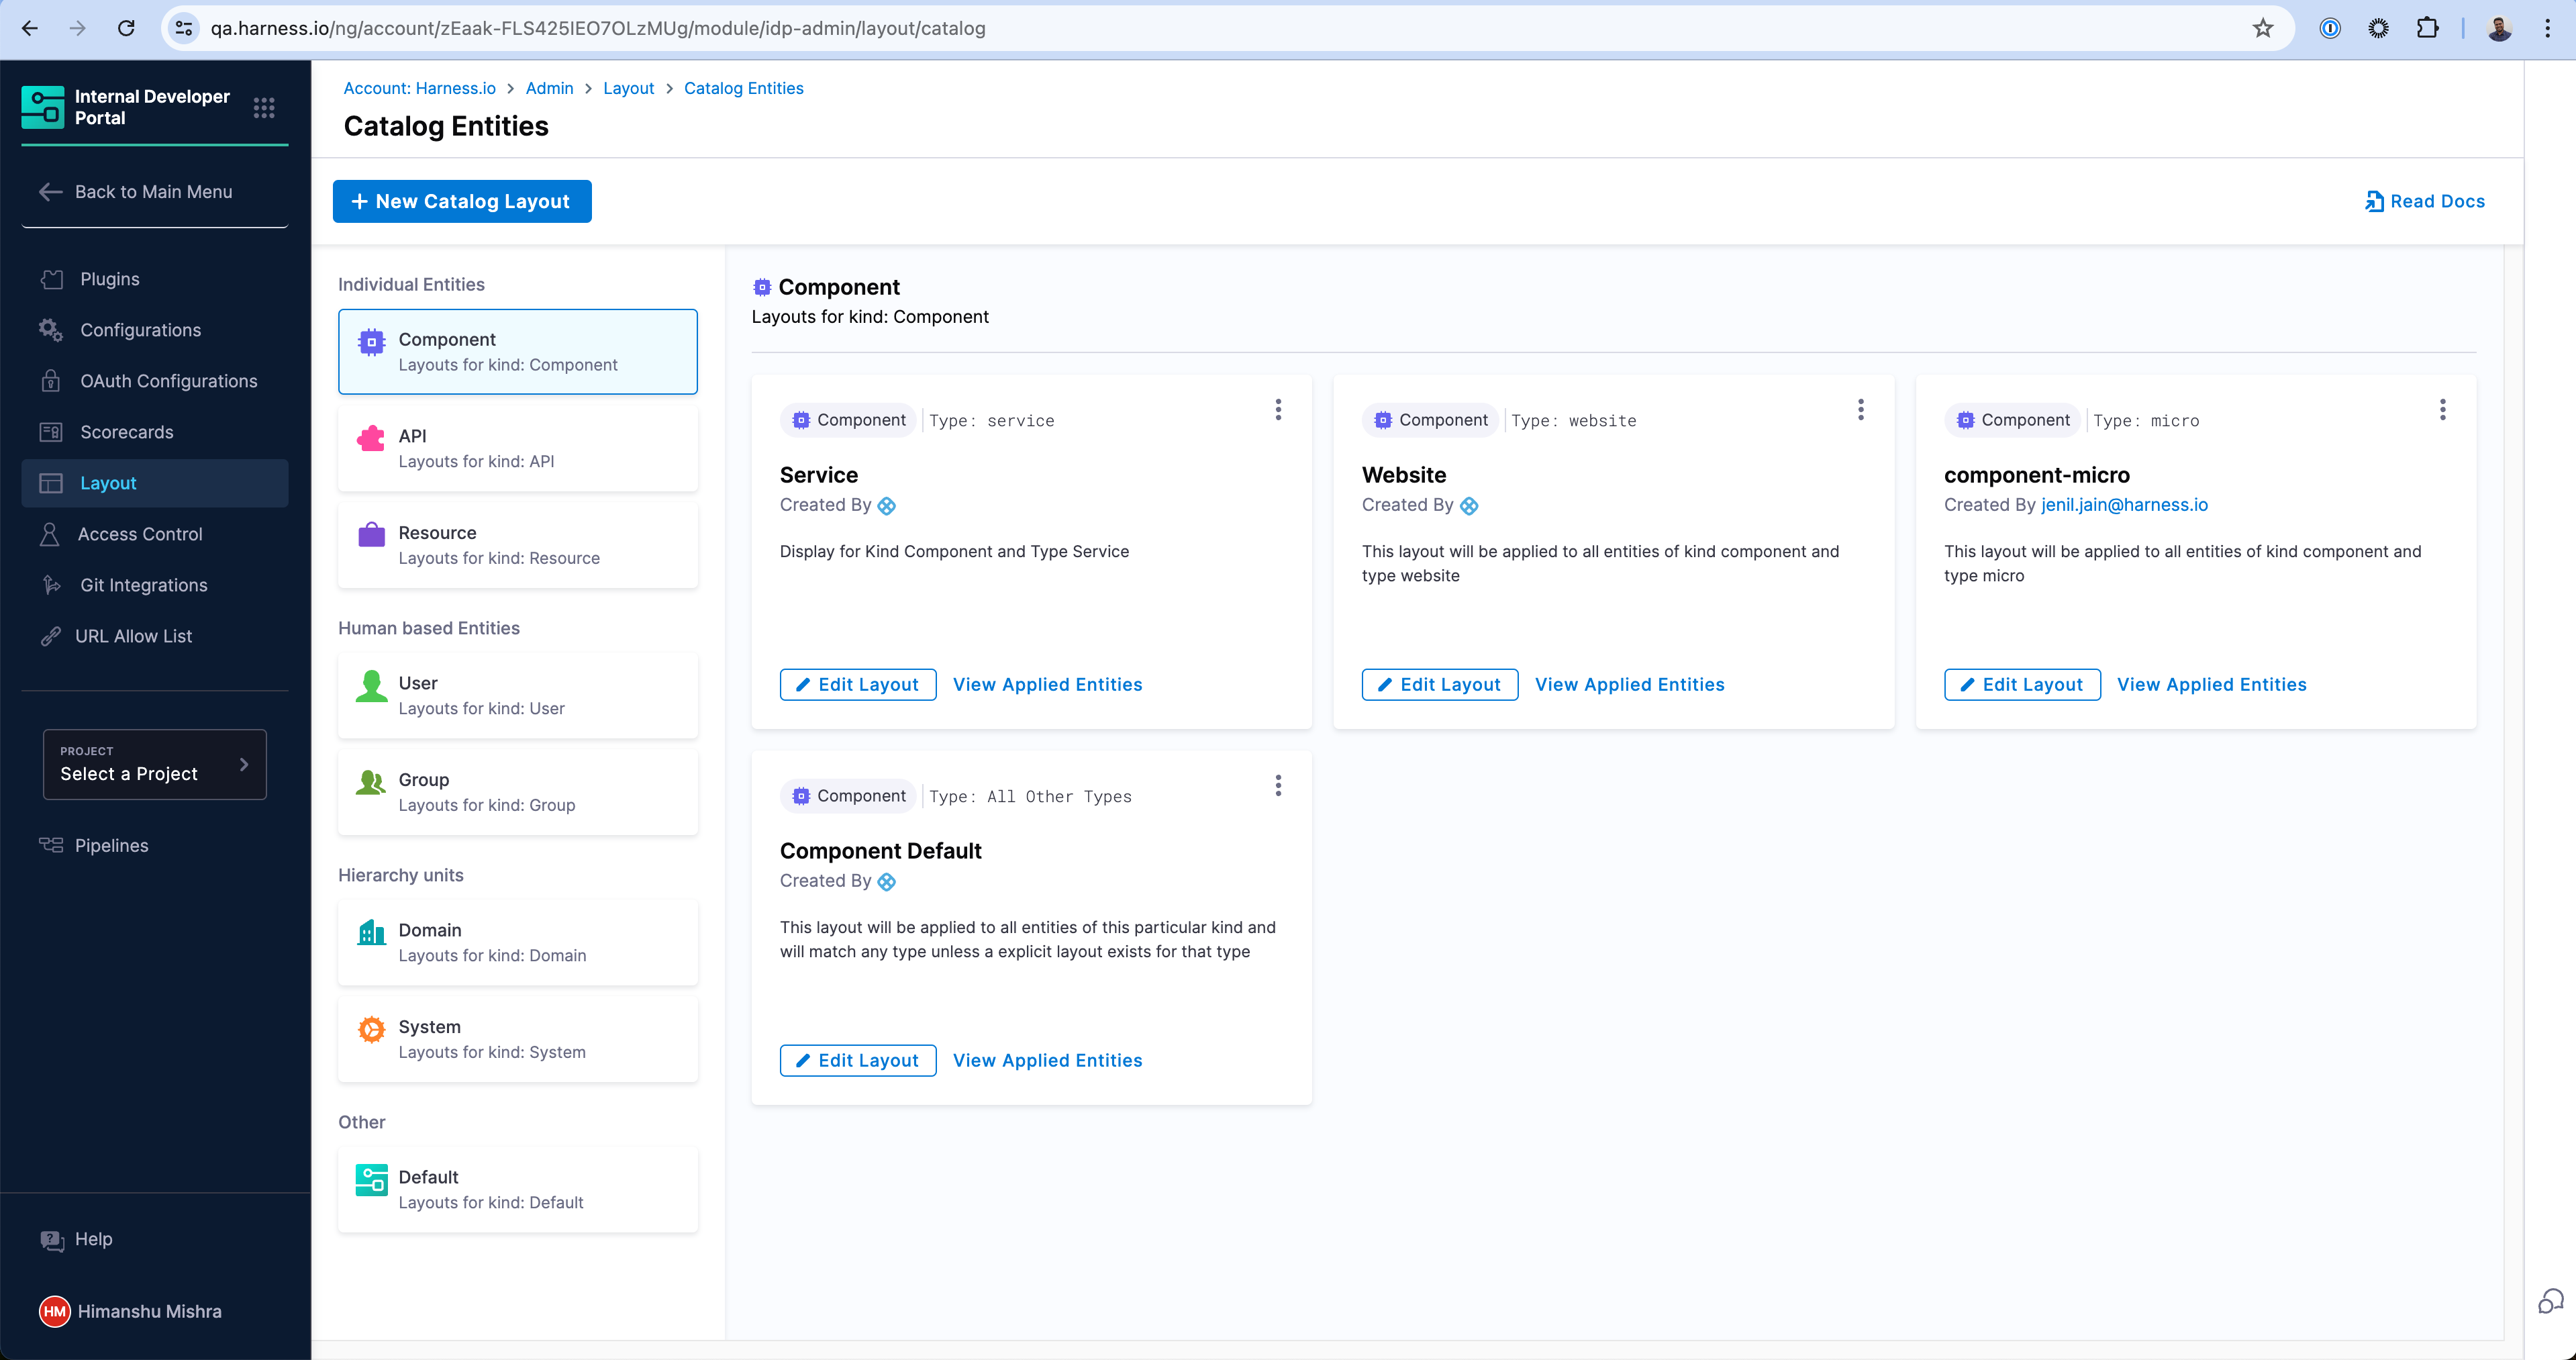 qa.harness.io/ng/account/zEaak-FLS425IEO7OLzMUg/module/idp-admin/layout/catalog
Internal Developer
Portal
Back to Main Menu
Plugins
Configurations
OAuth Configurations
Scorecards
Layout
Access Control
Git Integrations
URL Allow List
PROJECT
Select a Project
Pipelines
Help
HM Himanshu Mishra
Account: Harness.io > Admin > Layout > Catalog Entities
Catalog Entities
+ New Catalog Layout
Read Docs
Individual Entities
Component
Layouts for kind: Component
API
Layouts for kind: API
Resource
Layouts for kind: Resource
Human based Entities
User
Layouts for kind: User
Group
Layouts for kind: Group
Hierarchy units
Domain
Layouts for kind: Domain
System
Layouts for kind: System
Other
Default
Layouts for kind: Default
Component
Layouts for kind: Component
Component Type: service
Service
Created By
Display for Kind Component and Type Service
Edit Layout View Applied Entities
Component Type: website
Website
Created By
This layout will be applied to all entities of kind component and
type website
Edit Layout View Applied Entities
Component Type: micro
component-micro
Created By jenil.jain@harness.io
This layout will be applied to all entities of kind component and
type micro
Edit Layout View Applied Entities
Component Type: All Other Types
Component Default
Created By
This layout will be applied to all entities of this particular kind and
will match any type unless a explicit layout exists for that type
Edit Layout View Applied Entities